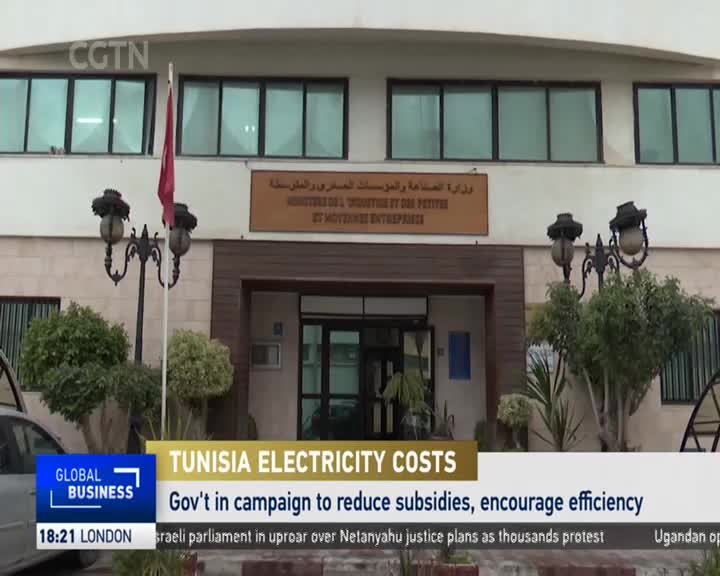 CGTN
وزارة الصناعة والمؤسسات الصغرى والمتوسطة
MINISTERE DE L'INDUSTRIE ET DES PETITES
ET MOYENNES ENTREPRISES
TUNISIA ELECTRICITY COSTS
GLOBAL
BUSINESS
Gov't in campaign to reduce subsidies, encourage efficiency
18:21 LONDON
sraeli parliament in uproar over Netanyahu justice plans as thousands protest Ugandan op